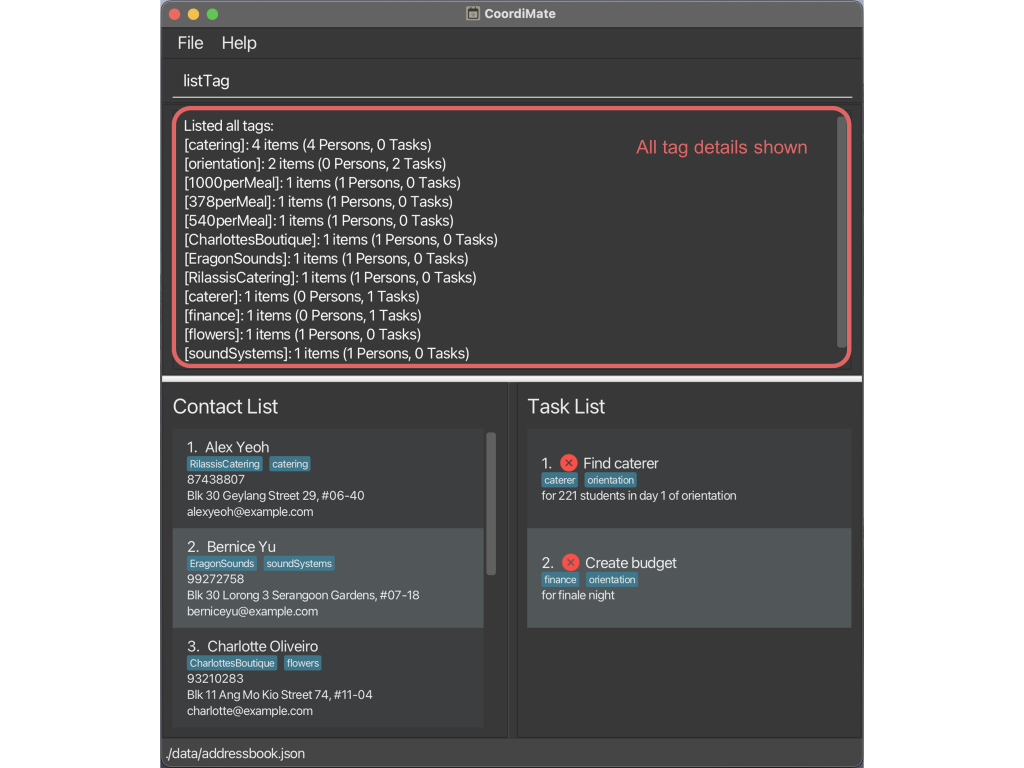 CoordiMate
File Help
listTag
Listed all tags:
[catering]: 4 items (4 Persons, 0 Tasks)
All tag details shown
[orientation]: 2 items (0 Persons, 2 Tasks)
[1000perMeal]: 1 items (1 Persons, 0 Tasks)
[378perMeal]: 1 items (1 Persons, 0 Tasks)
[540perMeal]: 1 items (1 Persons, 0 Tasks)
[CharlottesBoutique]: 1 items (1 Persons, 0 Tasks)
[EragonSounds]: 1 items (1 Persons, 0 Tasks)
[RilassisCatering]: 1 items (1 Persons, 0 Tasks)
[caterer]: 1 items (0 Persons, 1 Tasks)
[finance]: 1 items (0 Persons, 1 Tasks)
[flowers]: 1 items (1 Persons, 0 Tasks)
[soundSystems]: 1 items (1 Persons, 0 Tasks)
Contact List
1. Alex Yeoh
RilassisCatering catering
87438807
Blk 30 Geylang Street 29, #06-40
alexyeoh@example.com
2. Bernice Yu
EragonSounds soundSystems
99272758
Blk 30 Lorong 3 Serangoon Gardens, #07-18
berniceyu@example.com
3. Charlotte Oliveiro
CharlottesBoutique flowers
93210283
Blk 11 Ang Mo Kio Street 74, #11-04
charlotte@example.com
Task List
1. Find caterer
caterer orientation
for 221 students in day 1 of orientation
2. Create budget
finance orientation
for finale night
./data/addressbook.json